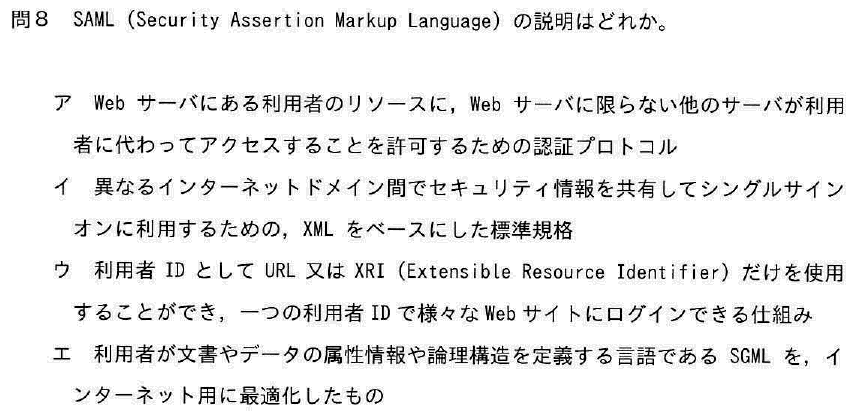 問8 SAML (Security Assertion Markup Language) の説明はどれか。
ア Web サーバにある利用者のリソースに，Web サーバに限らない他のサーバが利用
者に代わってアクセスすることを許可するための認証プロトコル
イ 異なるインターネットドメイン間でセキュリティ情報を共有してシングルサイン
オンに利用するための，XML をベースにした標準規格
ウ 利用者 ID として URL 又は XRI (Extensible Resource Identifier) だけを使用
することができ，一つの利用者 ID で様々な Web サイトにログインできる仕組み
エ 利用者が文書やデータの属性情報や論理構造を定義する言語である SGML を，イ
ンターネット用に最適化したもの